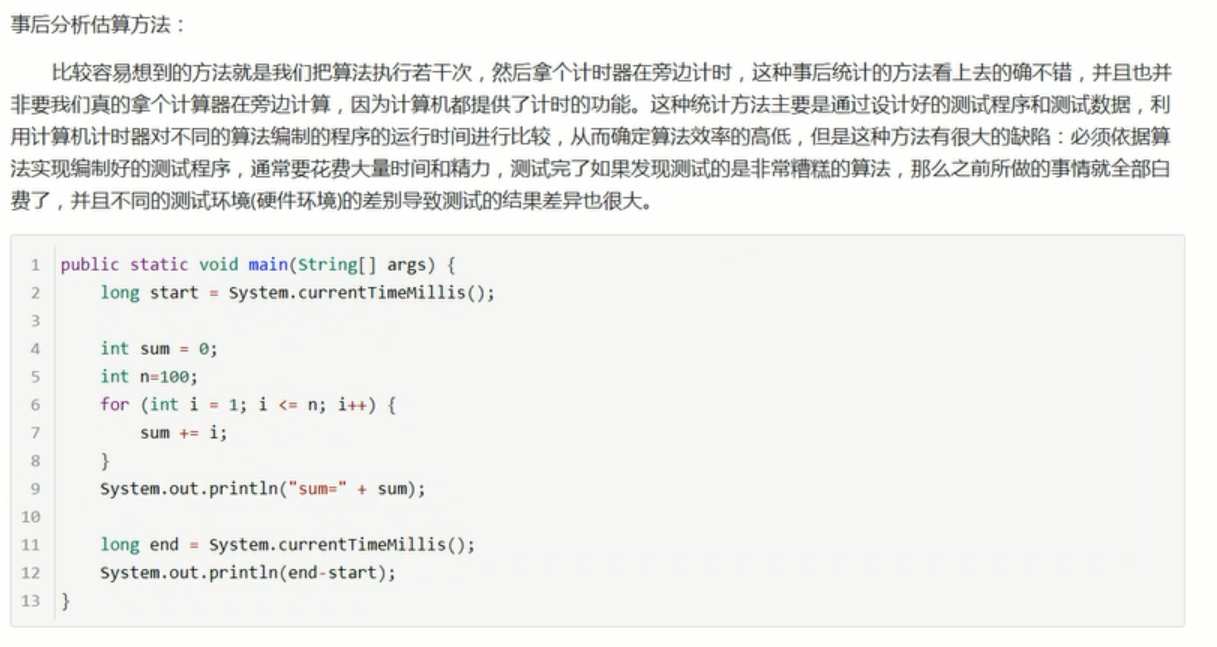 事后分析估算方法：
比较容易想到的方法就是我们把算法执行若干次，然后拿个计时器在旁边计时，这种事后统计的方法看上去的确不错，并且也并
非要我们真的拿个计算器在旁边计算，因为计算机都提供了计时的功能。这种统计方法主要是通过设计好的测试程序和测试数据，利
用计算机计时器对不同的算法编制的程序的运行时间进行比较，从而确定算法效率的高低，但是这种方法有很大的缺陷：必须依据算
法实现编制好的测试程序，通常要花费大量时间和精力，测试完了如果发现测试的是非常糟糕的算法，那么之前所做的事情就全部白
费了，并且不同的测试环境(硬件环境)的差别导致测试的结果差异也很大。
1 public static void main(String[] args) {
2     long start = System.currentTimeMillis();
3
4     int sum = 0;
5     int n=100;
6     for (int i = 1; i <= n; i++) {
7         sum += i;
8     }
9     System.out.println("sum=" + sum);
10
11     long end = System.currentTimeMillis();
12     System.out.println(end-start);
13 }